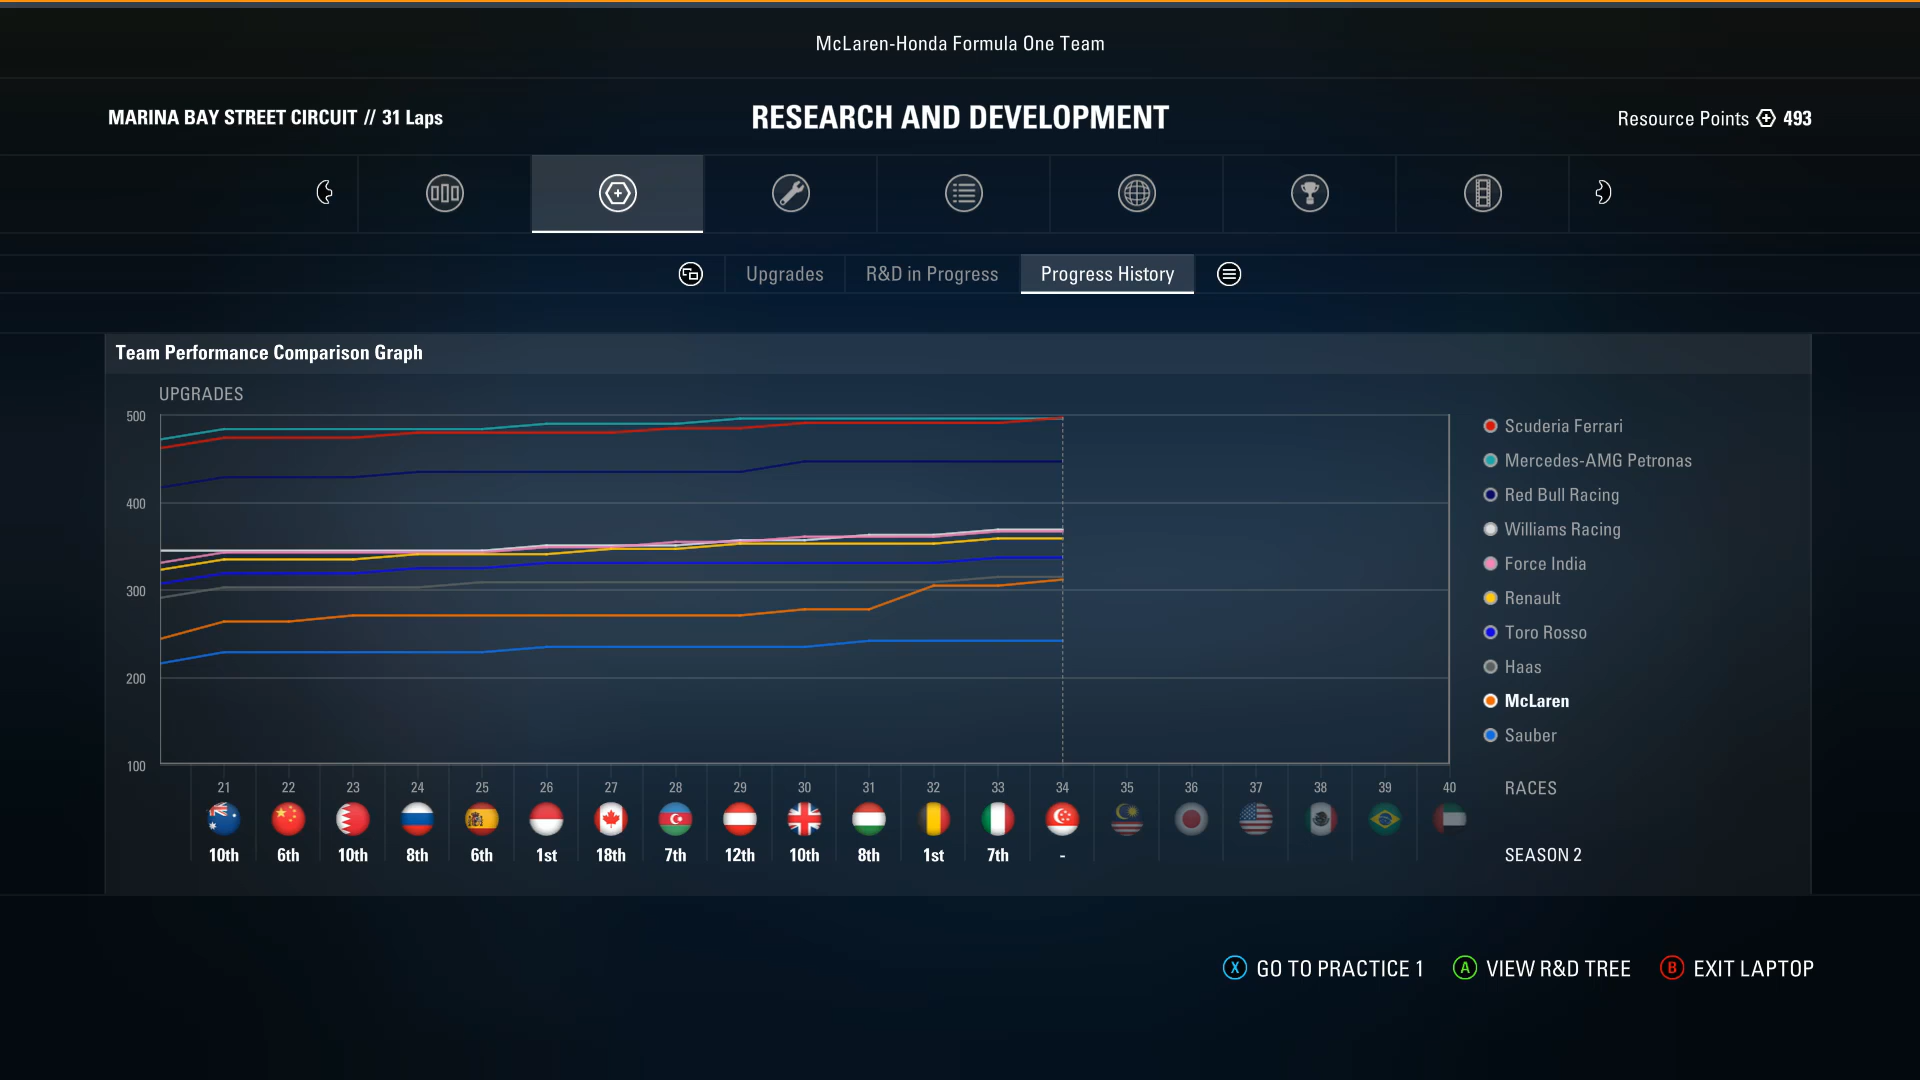 McLaren-Honda Formula One Team
MARINA BAY STREET CIRCUIT // 31 Laps
RESEARCH AND DEVELOPMENT
Resource Points 493
Upgrades
R&D in Progress
Progress History
Team Performance Comparison Graph
UPGRADES
500
400
300
200
100
Scuderia Ferrari
Mercedes-AMG Petronas
Red Bull Racing
Williams Racing
Force India
Renault
Toro Rosso
Haas
McLaren
Sauber
21 22 23 24 25 26 27 28 29 30 31 32 33 34 35 36 37 38 39 40
RACES
10th 6th 10th 8th 6th 1st 18th 7th 12th 10th 8th 1st 7th -
SEASON 2
X GO TO PRACTICE 1
A VIEW R&D TREE
B EXIT LAPTOP